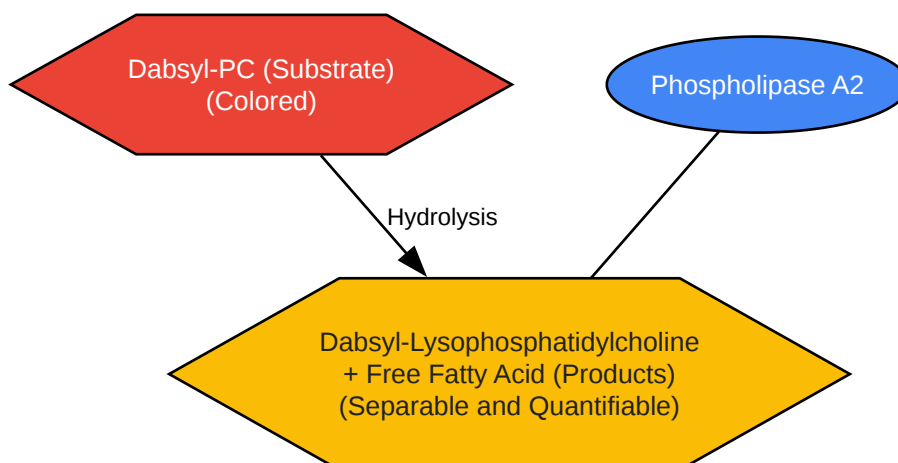 Dabsyl-PC (Substrate)
(Colored)
Phospholipase A2
Hydrolysis
Dabsyl-Lysophosphatidylcholine
+ Free Fatty Acid (Products)
(Separable and Quantifiable)